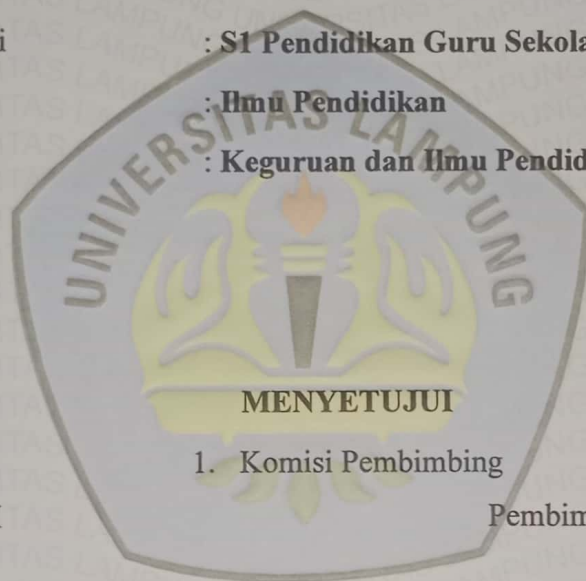 i : S1 Pendidikan Guru Sekola
: Ilmu Pendidikan
: Keguruan dan Ilmu Pendid
UNIVERSITAS LAMPUNG
MENYETUJUI
1. Komisi Pembimbing
Pembim